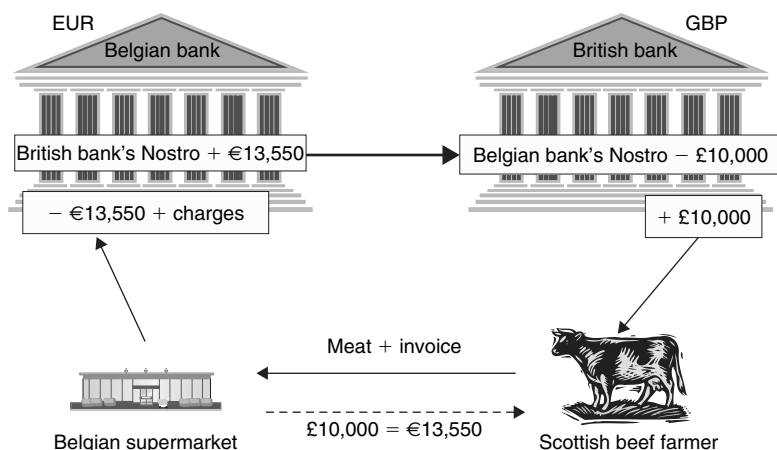 EUR
GBP
Belgian bank
British bank
British bank's Nostro + €13,550
Belgian bank's Nostro − £10,000
− €13,550 + charges
+ £10,000
Meat + invoice
£10,000 = €13,550
Belgian supermarket
Scottish beef farmer